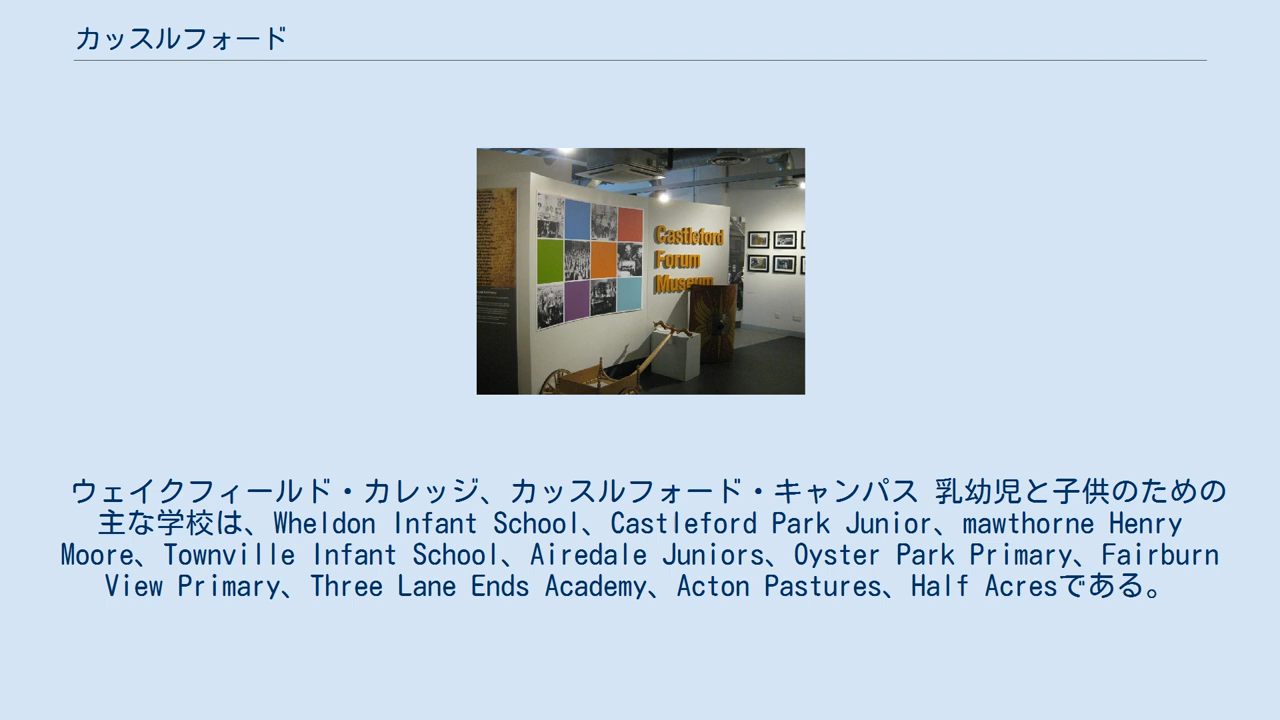 カッスルフォード
Castleford
Forum
Museum
ウェイクフィールド・カレッジ、カッスルフォード・キャンパス 乳幼児と子供のための
主な学校は、Wheldon Infant School、Castleford Park Junior、mawthorne Henry
Moore、Townville Infant School、Airedale Juniors、Oyster Park Primary、Fairburn
View Primary、Three Lane Ends Academy、Acton Pastures、Half Acresである。